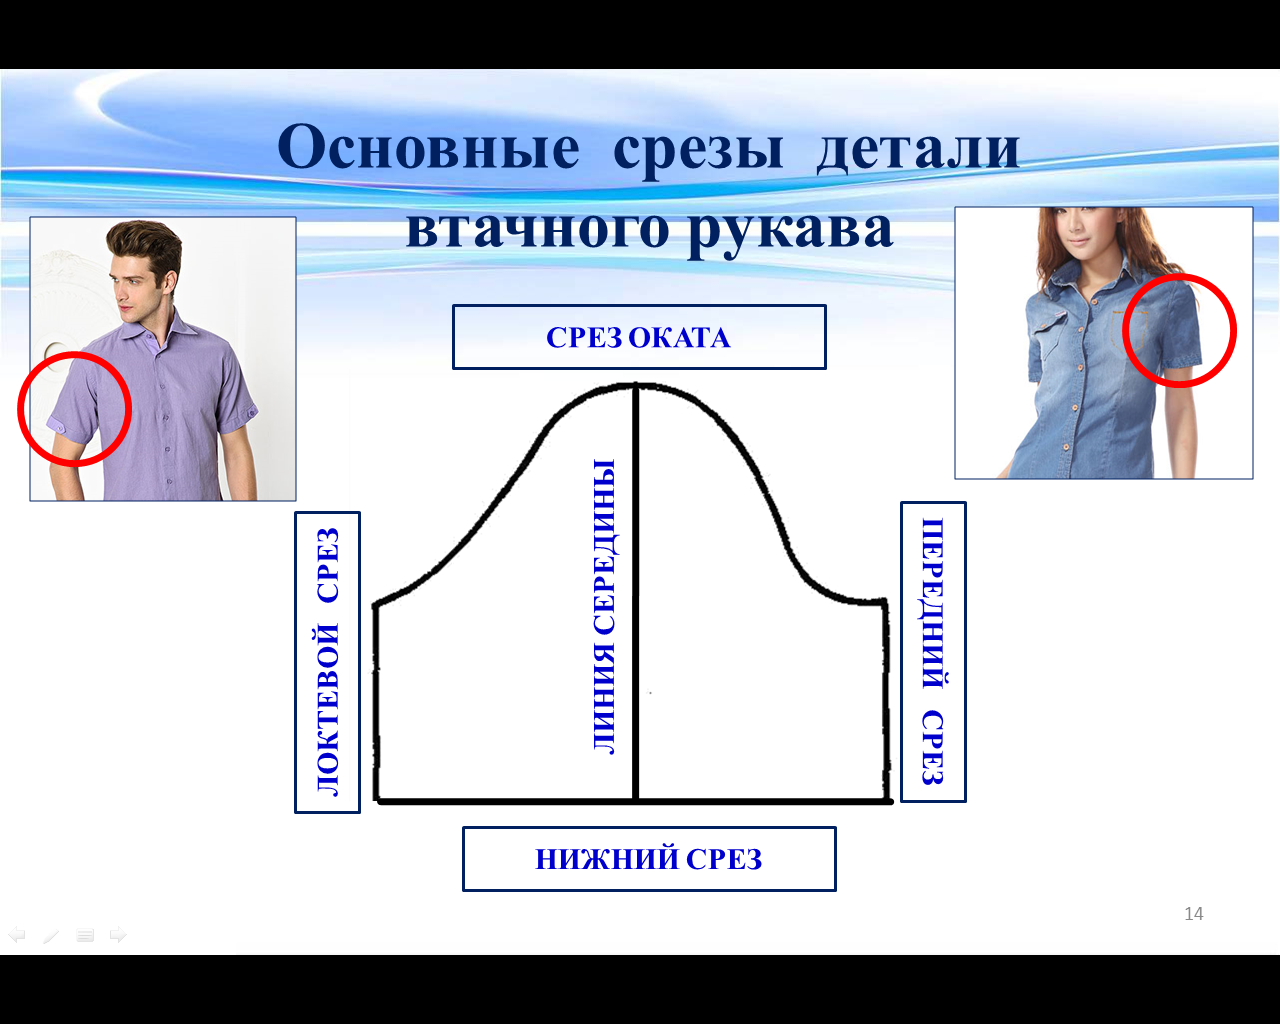 Основные срезы детали
втачного рукава
СРЕЗ ОКАТА
ЛОКТЕВОЙ СРЕЗ
ЛИНИЯ СЕРЕДИНЫ
ПЕРЕДНИЙ СРЕЗ
НИЖНИЙ СРЕЗ
14